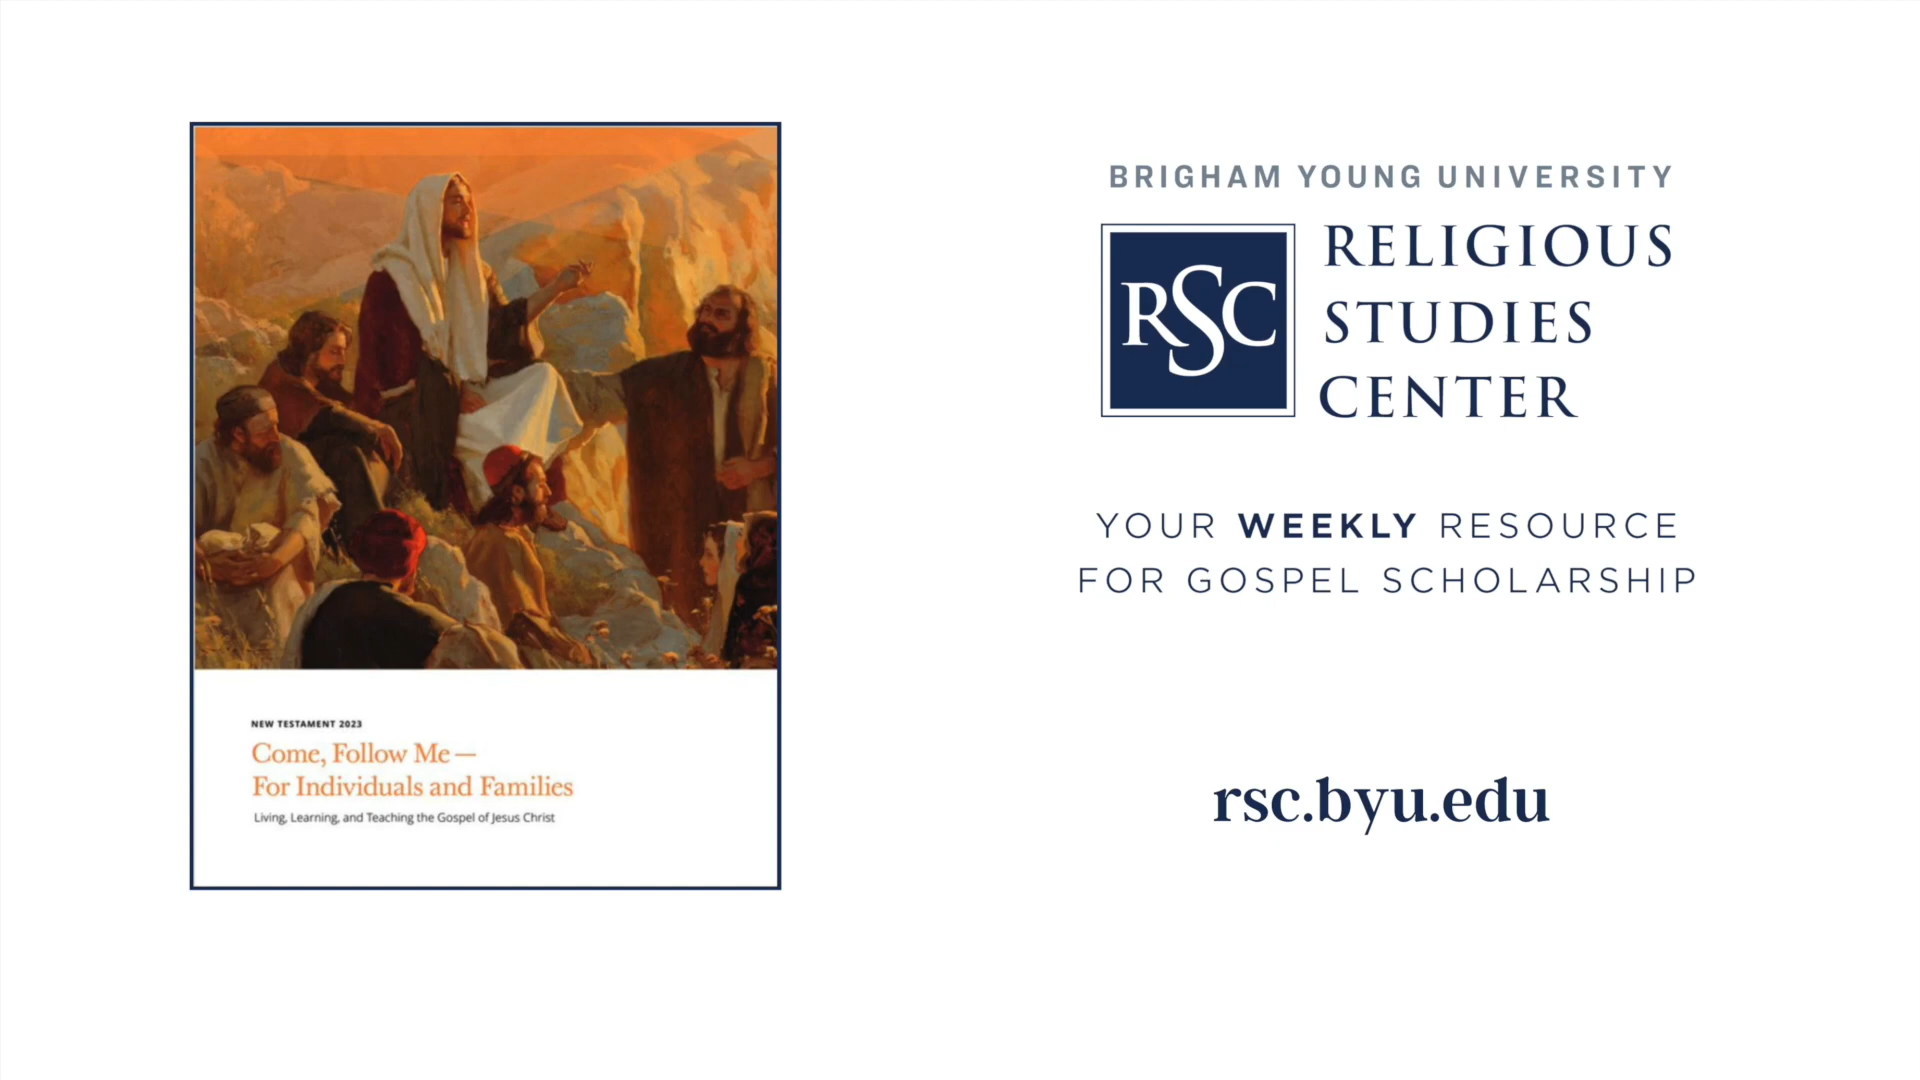 NEW TESTAMENT 2023
Come, Follow Me —
For Individuals and Families
Living, Learning, and Teaching the Gospel of Jesus Christ
BRIGHAM YOUNG UNIVERSITY
RSC
RELIGIOUS
STUDIES
CENTER
YOUR WEEKLY RESOURCE
FOR GOSPEL SCHOLARSHIP
rsc.byu.edu